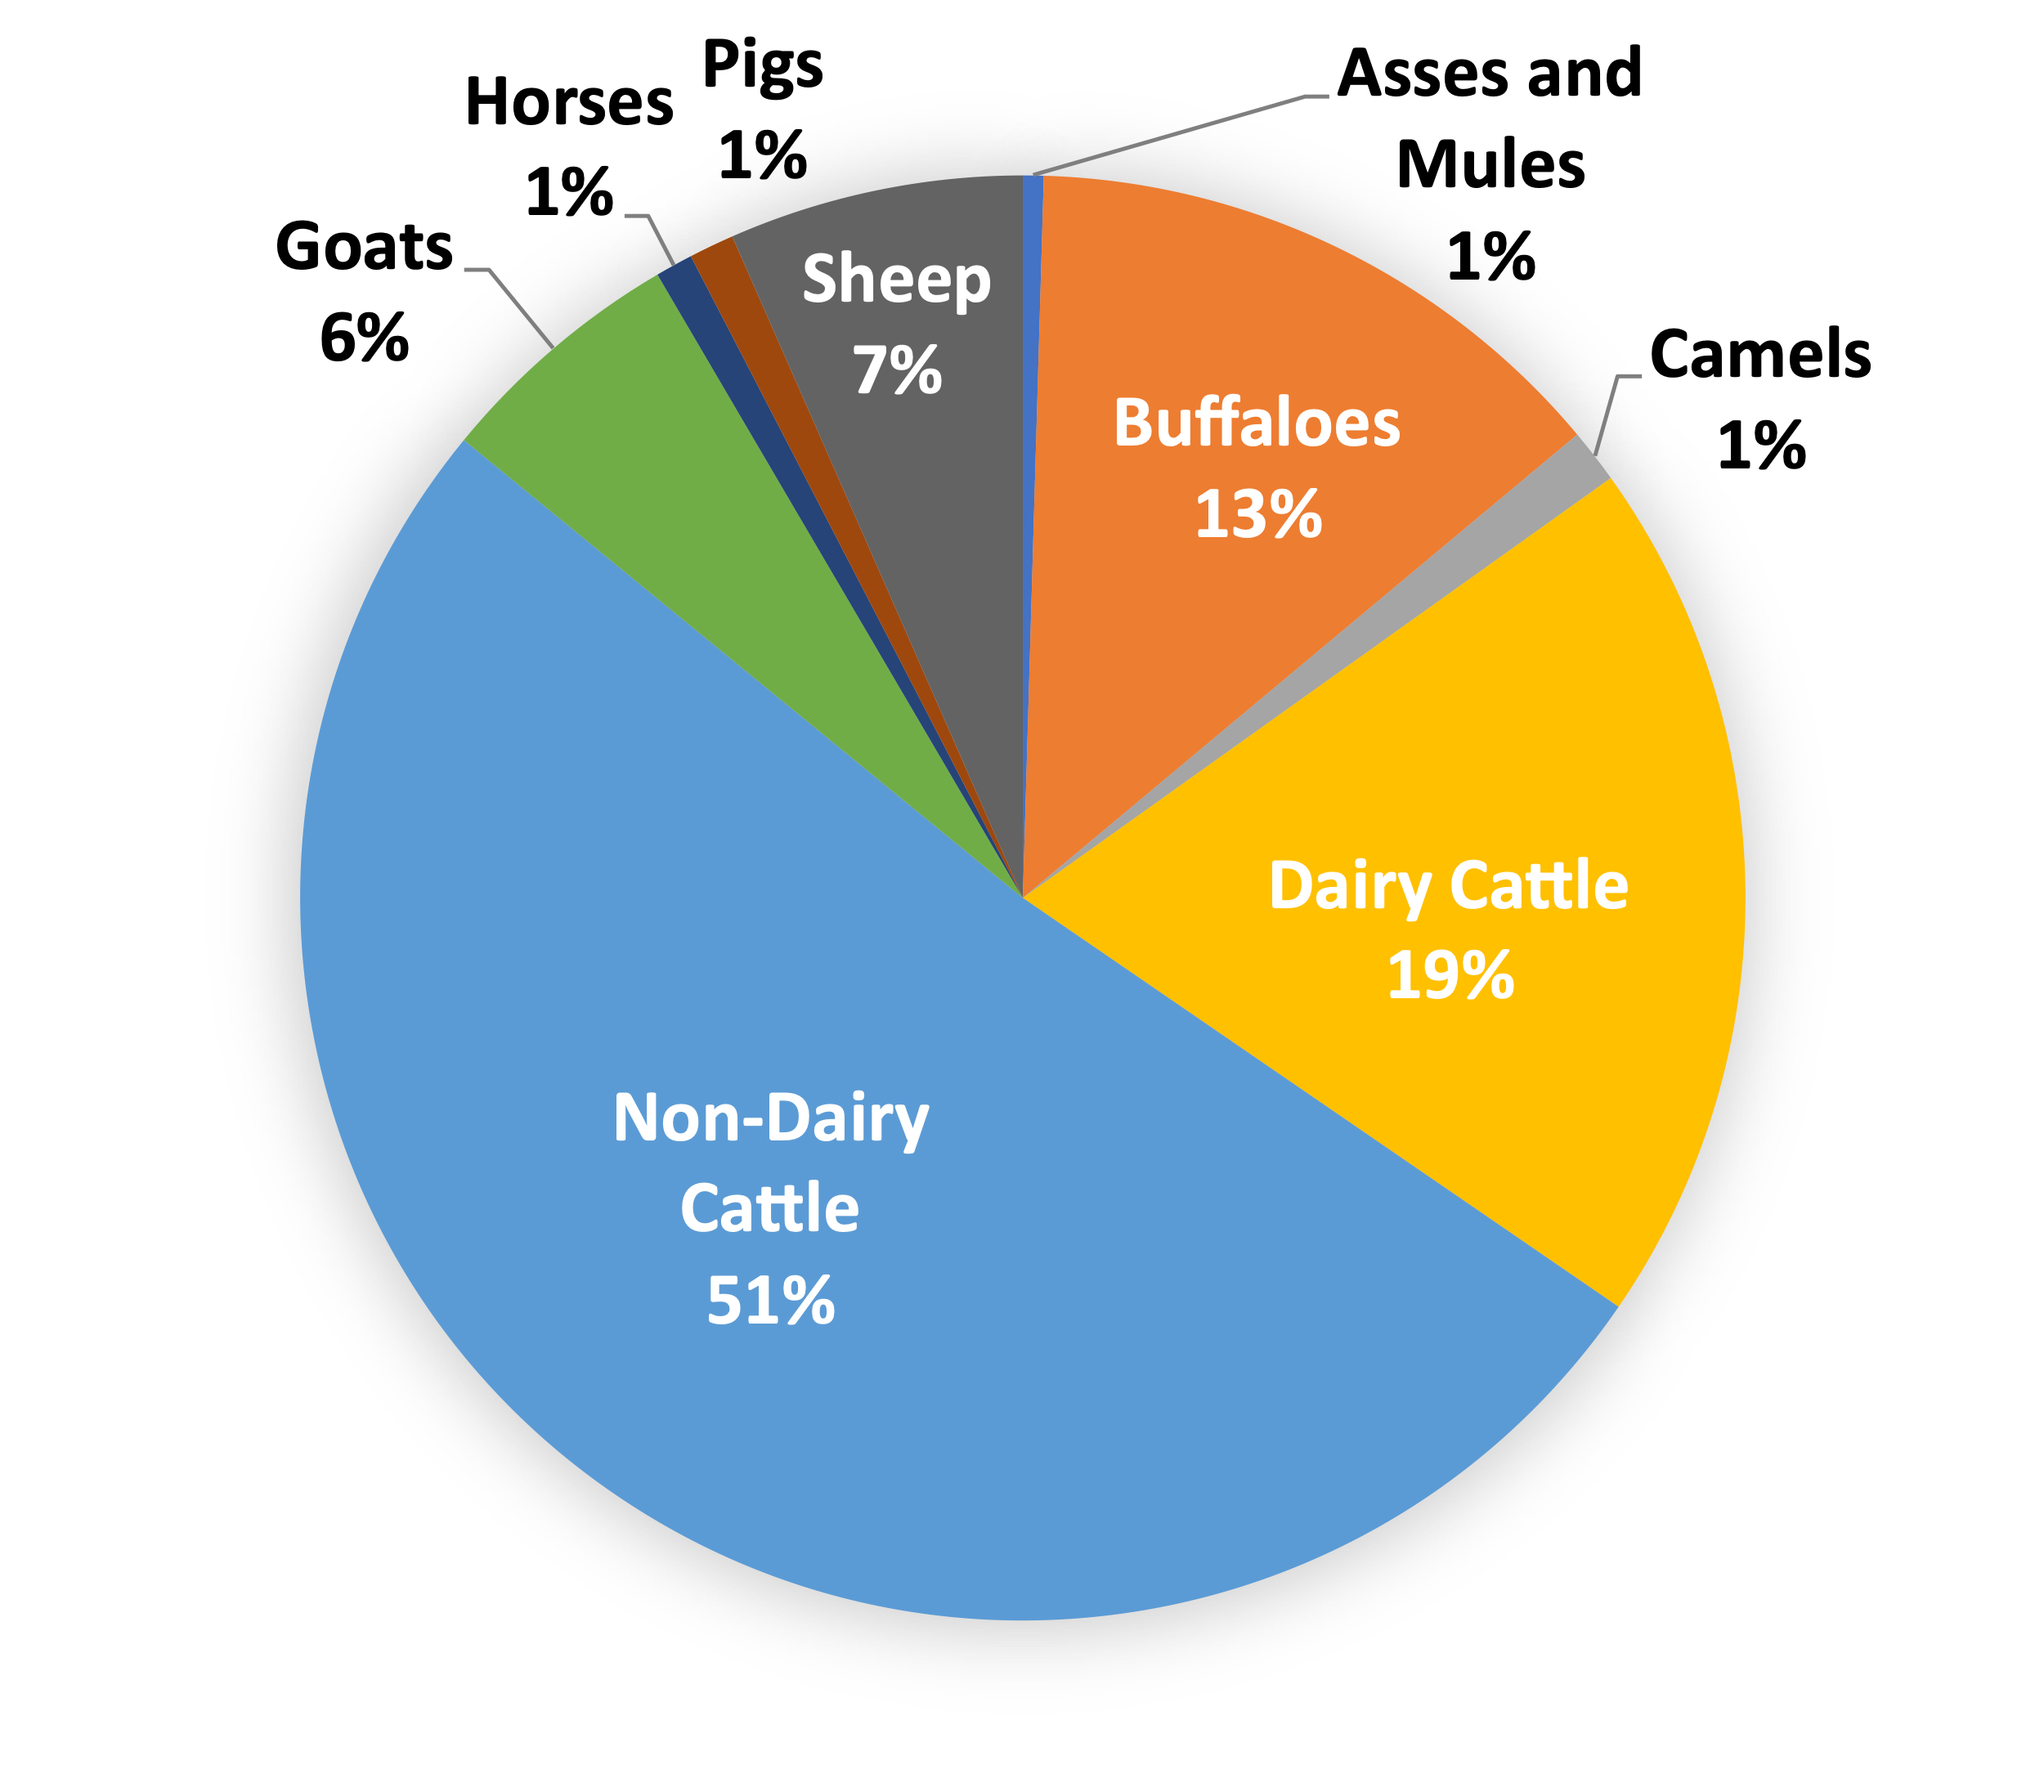 Pigs
1%
Horses
1%
Goats
6%
Sheep
7%
Asses and
Mules
1%
Buffaloes
13%
Camels
1%
Dairy Cattle
19%
Non-Dairy
Cattle
51%